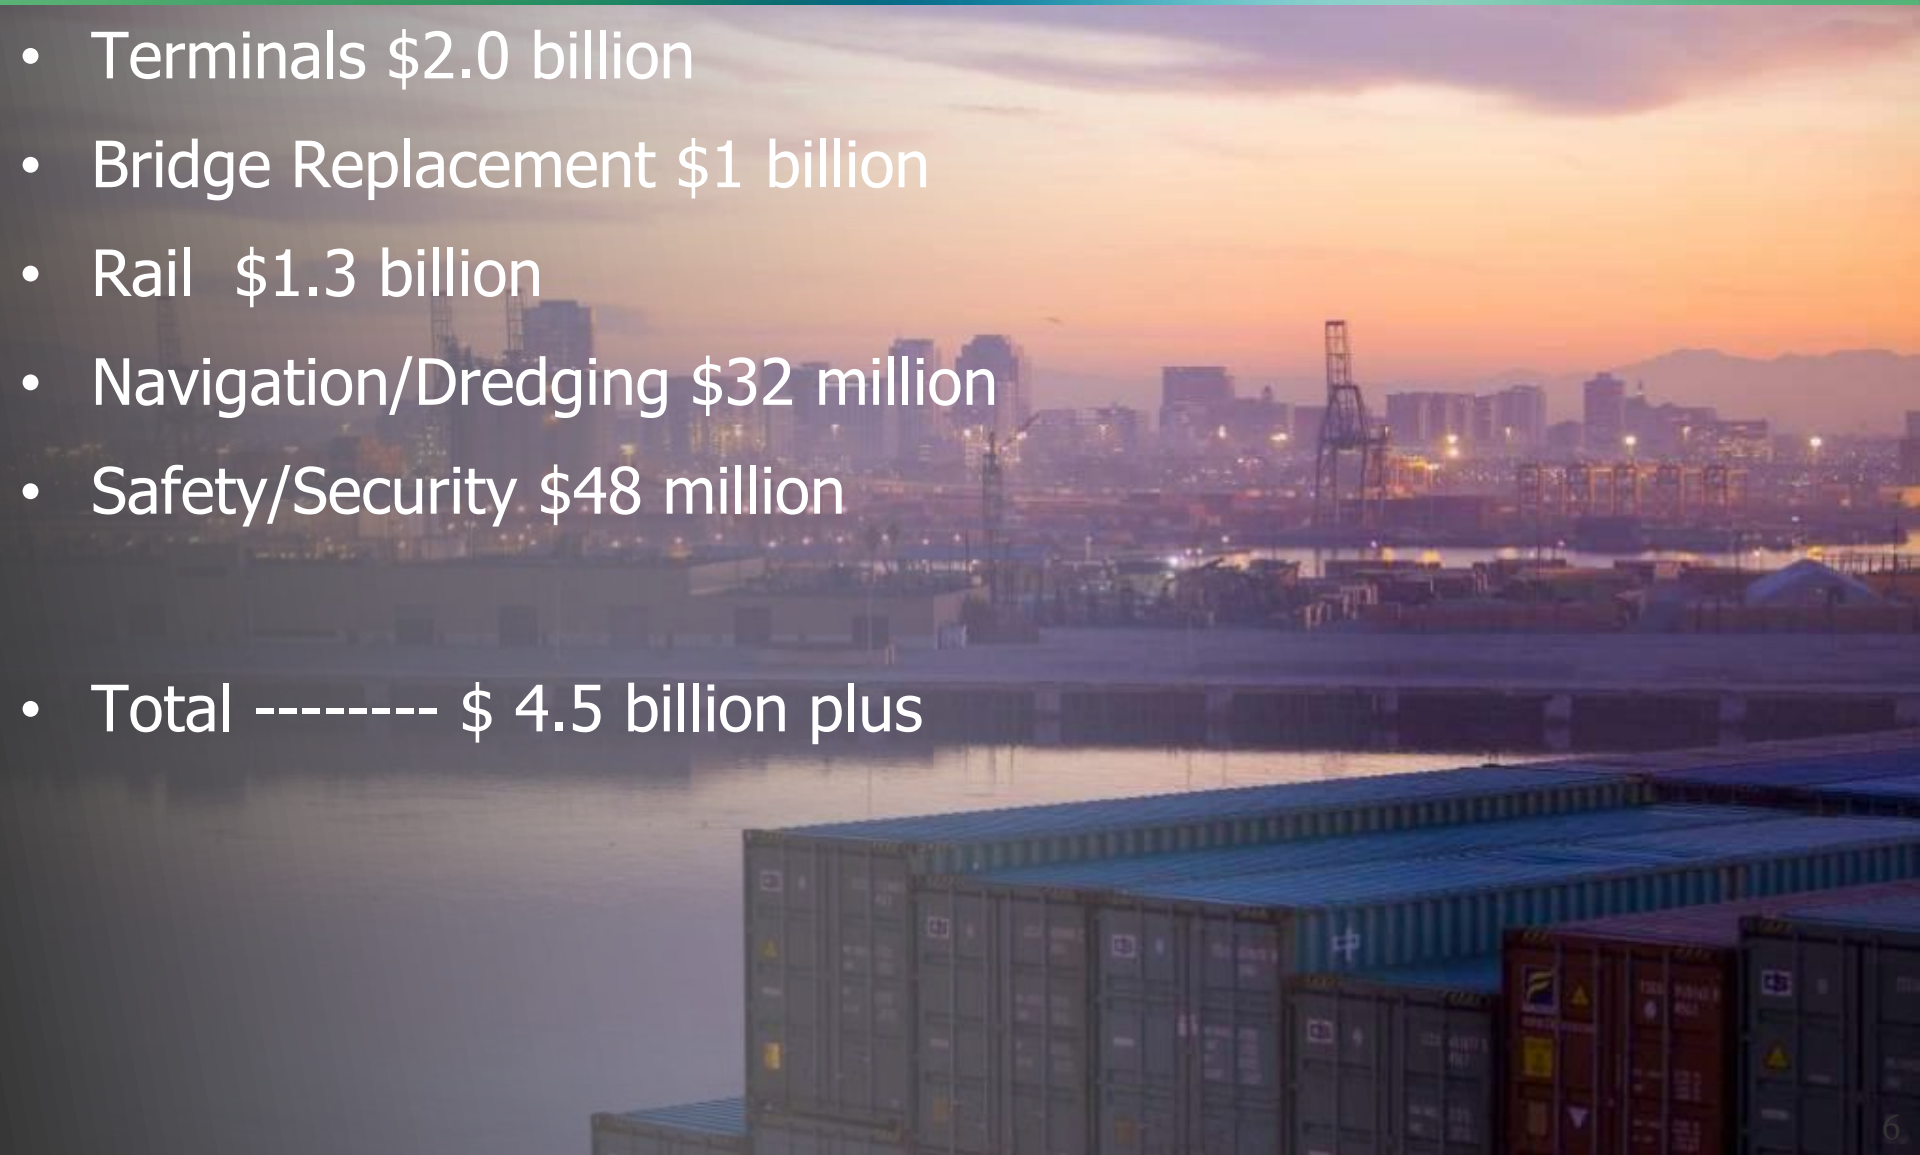 • Terminals $2.0 billion
• Bridge Replacement $1 billion
• Rail  $1.3 billion
• Navigation/Dredging $32 million
• Safety/Security $48 million
• Total -------- $ 4.5 billion plus
中
6